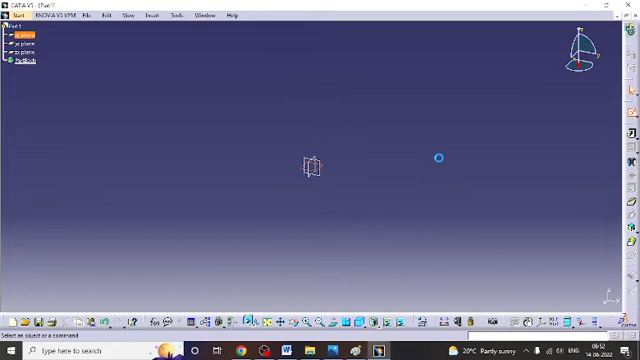 CATIA V5 - [Part1]
Start ENOVIA V5 VPM File Edit View Insert Tools Window Help
Part1
xy plane
yz plane
zx plane
PartBody
z
y
Select an object or a command
Type here to search
20°C Partly sunny
ENG
06:52
14-06-2022